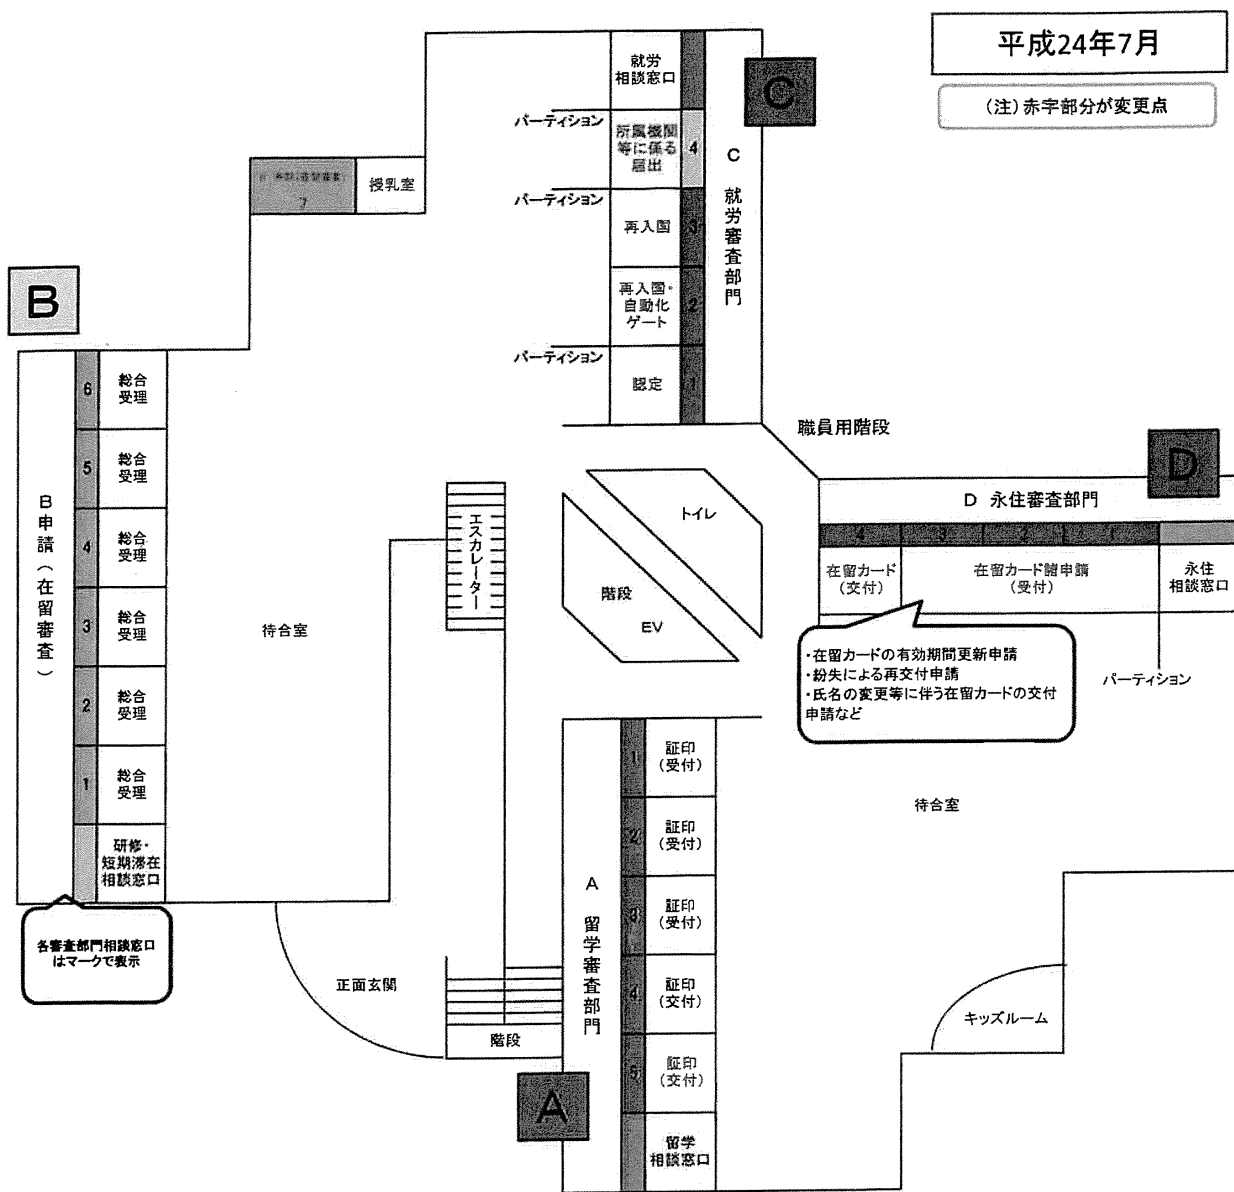 平成24年7月
(注)赤字部分が変更点
C
就労
相談窓口
パーティション
所属機関
等に係る
届出
4
パーティション
再入国
3
再入国・
自動化
ゲート
2
パーティション
認定
1
C 就労審査部門
7
授乳室
B
B申請(在留審査)
6
総合
受理
5
総合
受理
4
総合
受理
3
総合
受理
2
総合
受理
1
総合
受理
研修・
短期滞在
相談窓口
各審査部門相談窓口
はマークで表示
待合室
エスカレーター
トイレ
階段
EV
職員用階段
D
D 永住審査部門
4
3
2
1
在留カード
(交付)
在留カード諸申請
(受付)
永住
相談窓口
・在留カードの有効期間更新申請
・紛失による再交付申請
・氏名の変更等に伴う在留カードの交付
申請など
パーティション
待合室
キッズルーム
正面玄関
階段
A
A 留学審査部門
1
証印
(受付)
2
証印
(受付)
3
証印
(受付)
4
証印
(交付)
5
証印
(交付)
留学
相談窓口